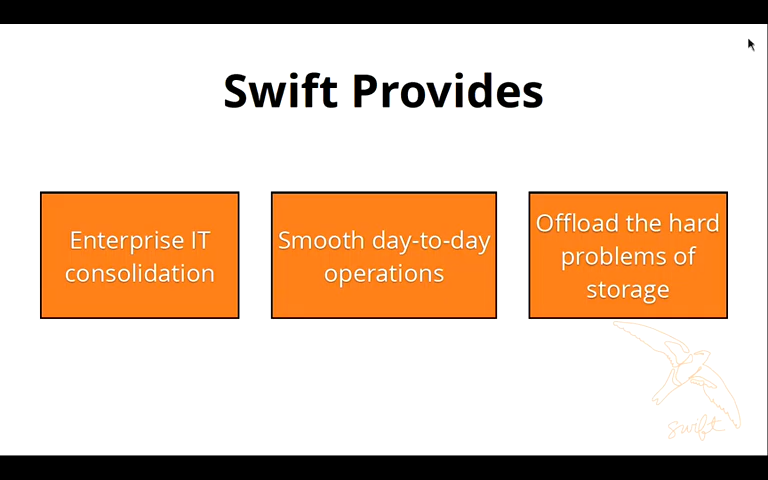 Swift Provides
Enterprise IT
consolidation
Smooth day-to-day
operations
Offload the hard
problems of
storage
swift